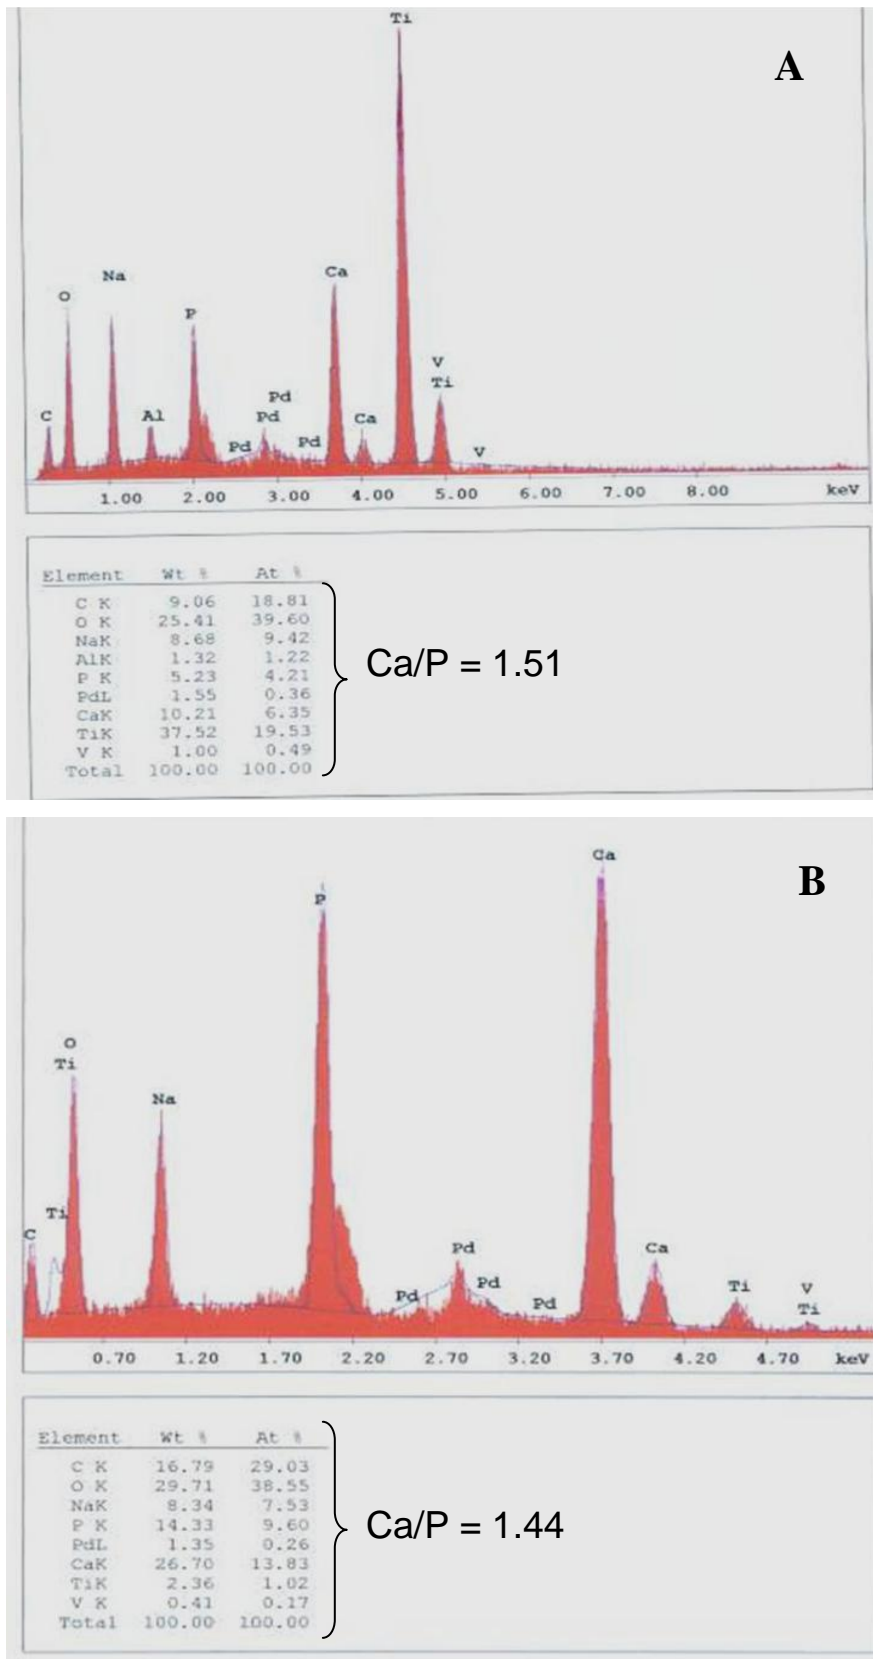 Ti
A
Na
Ca
O
P
V
Pd
Ti
C
Al
Pd
Ca
Pd
Pd
V
1.00 2.00 3.00 4.00 5.00 6.00 7.00 8.00 keV
Element Wt % At %
C K 9.06 18.81
O K 25.41 39.60
NaK 8.68 9.42
AlK 1.32 1.22
P K 5.23 4.21
PdL 1.55 0.36
CaK 10.21 6.35
TiK 37.52 19.53
V K 1.00 0.49
Total 100.00 100.00
Ca/P = 1.51
Ca
B
P
O
Ti
Na
Ti
C
Pd
Ca
Pd
Ti
V
Pd
Pd
Ti
0.70 1.20 1.70 2.20 2.70 3.20 3.70 4.20 4.70 keV
Element Wt % At %
C K 16.79 29.03
O K 29.71 38.55
NaK 8.34 7.53
P K 14.33 9.60
PdL 1.35 0.26
CaK 26.70 13.83
TiK 2.36 1.02
V K 0.41 0.17
Total 100.00 100.00
Ca/P = 1.44